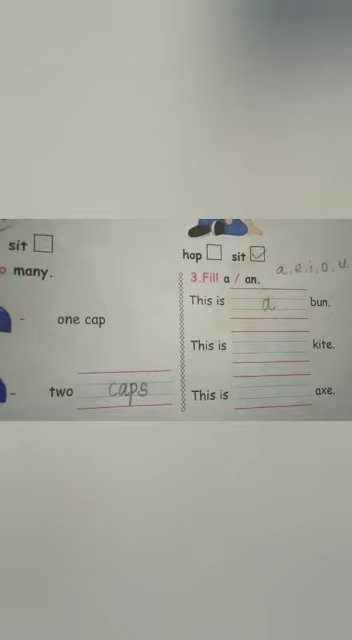 sit
o many.
- one cap
- two caps
hop sit
3.Fill a / an.
a.e.i.o.u
This is a bun.
This is kite.
This is axe.